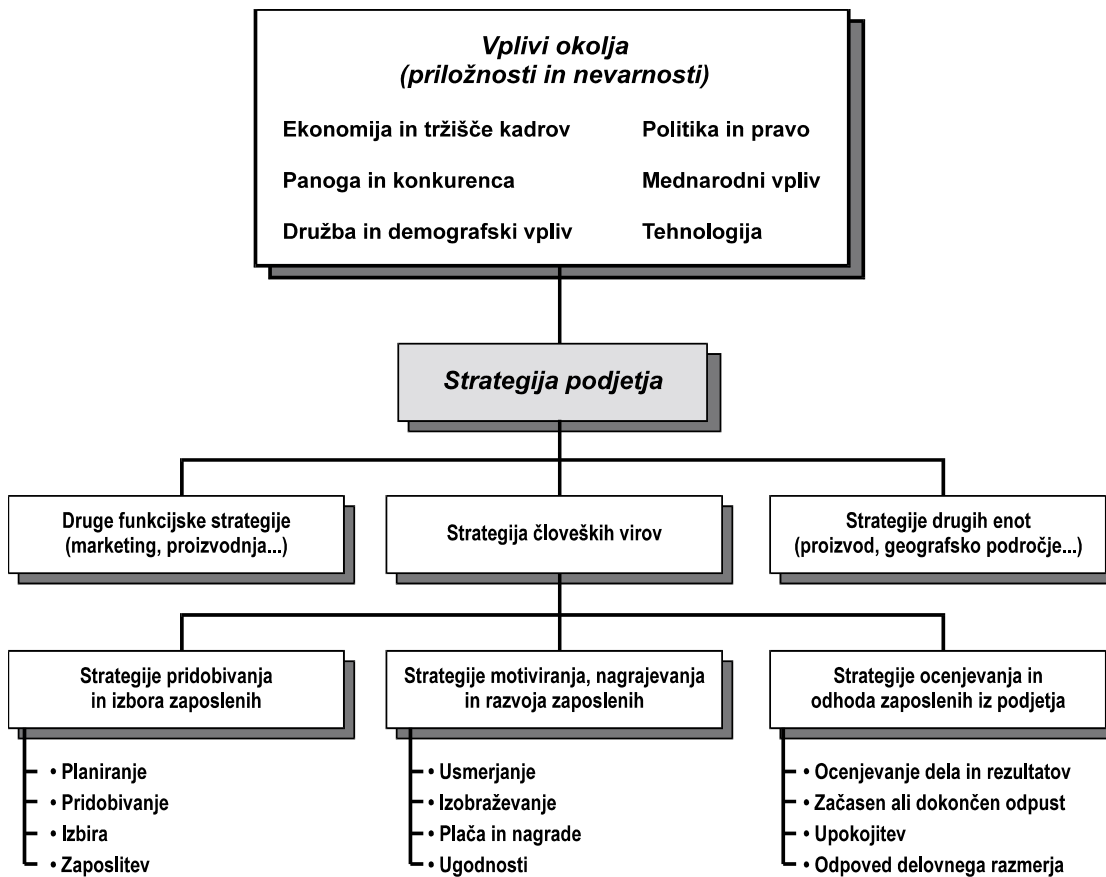 Vplivi okolja
(priložnosti in nevarnosti)
Ekonomija in tržišče kadrov
Politika in pravo
Panoga in konkurenca
Mednarodni vpliv
Družba in demografski vpliv
Tehnologija
Strategija podjetja
Druge funkcijske strategije
(marketing, proizvodnja...)
Strategija človeških virov
Strategije drugih enot
(proizvod, geografsko področje...)
Strategije pridobivanja
in izbora zaposlenih
• Planiranje
• Pridobivanje
• Izbira
• Zaposlitev
Strategije motiviranja, nagrajevanja
in razvoja zaposlenih
• Usmerjanje
• Izobraževanje
• Plača in nagrade
• Ugodnosti
Strategije ocenjevanja in
odhoda zaposlenih iz podjetja
• Ocenjevanje dela in rezultatov
• Začasen ali dokončen odpust
• Upokojitev
• Odpoved delovnega razmerja